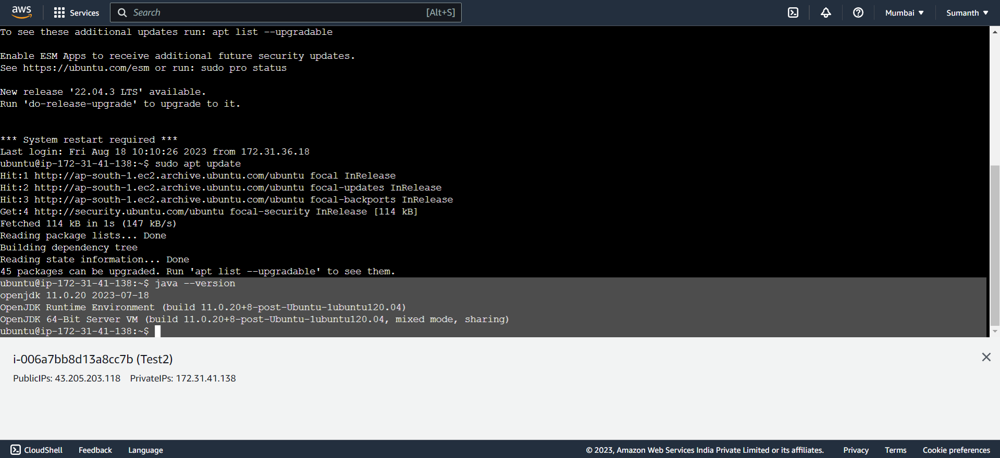 aws Services Search [Alt+S] Mumbai ▼ Sumanth ▼
To see these additional updates run: apt list --upgradable
Enable ESM Apps to receive additional future security updates.
See https://ubuntu.com/esm or run: sudo pro status
New release '22.04.3 LTS' available.
Run 'do-release-upgrade' to upgrade to it.
*** System restart required ***
Last login: Fri Aug 18 10:10:26 2023 from 172.31.36.18
ubuntu@ip-172-31-41-138:~$ sudo apt update
Hit:1 http://ap-south-1.ec2.archive.ubuntu.com/ubuntu focal InRelease
Hit:2 http://ap-south-1.ec2.archive.ubuntu.com/ubuntu focal-updates InRelease
Hit:3 http://ap-south-1.ec2.archive.ubuntu.com/ubuntu focal-backports InRelease
Get:4 http://security.ubuntu.com/ubuntu focal-security InRelease [114 kB]
Fetched 114 kB in 1s (147 kB/s)
Reading package lists... Done
Building dependency tree
Reading state information... Done
45 packages can be upgraded. Run 'apt list --upgradable' to see them.
ubuntu@ip-172-31-41-138:~$ java --version
openjdk 11.0.20 2023-07-18
OpenJDK Runtime Environment (build 11.0.20+8-post-Ubuntu-1ubuntu120.04)
OpenJDK 64-Bit Server VM (build 11.0.20+8-post-Ubuntu-1ubuntu120.04, mixed mode, sharing)
ubuntu@ip-172-31-41-138:~$
i-006a7bb8d13a8cc7b (Test2)
PublicIPs: 43.205.203.118 PrivateIPs: 172.31.41.138
CloudShell Feedback Language © 2023, Amazon Web Services India Private Limited or its affiliates. Privacy Terms Cookie preferences